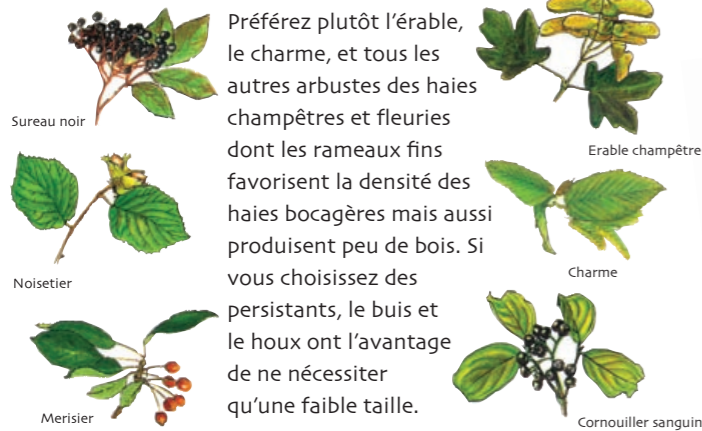 Préférez plutôt l’érable,
le charme, et tous les
autres arbustes des haies
champêtres et fleuries
dont les rameaux fins
favorisent la densité des
haies bocagères mais aussi
produisent peu de bois. Si
vous choisissez des
persistants, le buis et
le houx ont l’avantage
de ne nécessiter
qu’une faible taille.
Sureau noir
Noisetier
Merisier
Erable champêtre
Charme
Cornouiller sanguin